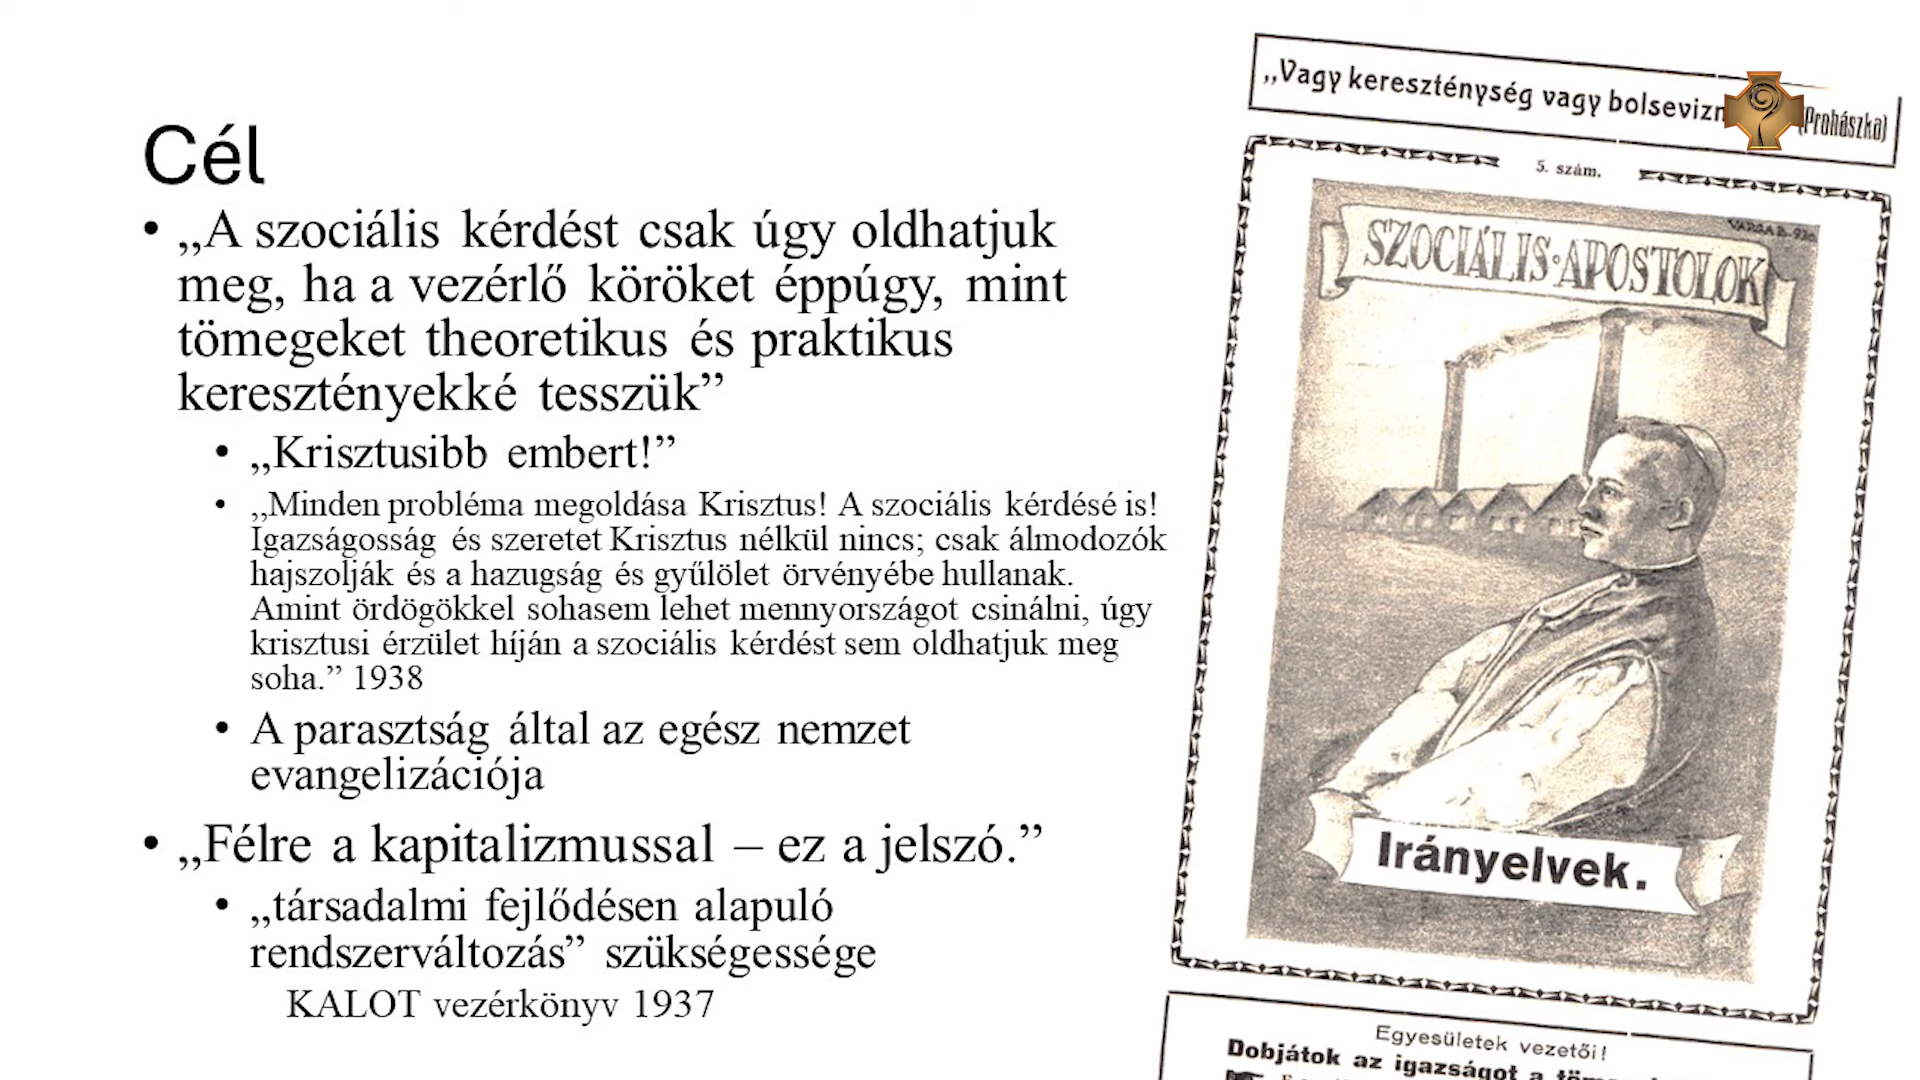 Cél
• „A szociális kérdést csak úgy oldhatjuk
meg, ha a vezérlő köröket éppúgy, mint
tömegeket theoretikus és praktikus
keresztényekké tesszük”
• „Krisztusibb embert!”
• „Minden probléma megoldása Krisztus! A szociális kérdésé is!
Igazságosság és szeretet Krisztus nélkül nincs; csak álmodozók
hajszolják és a hazugság és gyűlölet örvényébe hullanak.
Amint ördögökkel sohasem lehet mennyországot csinálni, úgy
krisztusi érzület híján a szociális kérdést sem oldhatjuk meg
soha.” 1938
• A parasztság által az egész nemzet
evangelizációja
• „Félre a kapitalizmussal – ez a jelszó.”
• „társadalmi fejlődésen alapuló
rendszerváltozás” szükségessége
KALOT vezérkönyv 1937
„Vagy kereszténység vagy (Prohászka)
5. szám.
SZOCIÁLIS·APOSTOLOK
Irányelvek.
Egyesületek vezetői!
Dobjátok az igazságot a